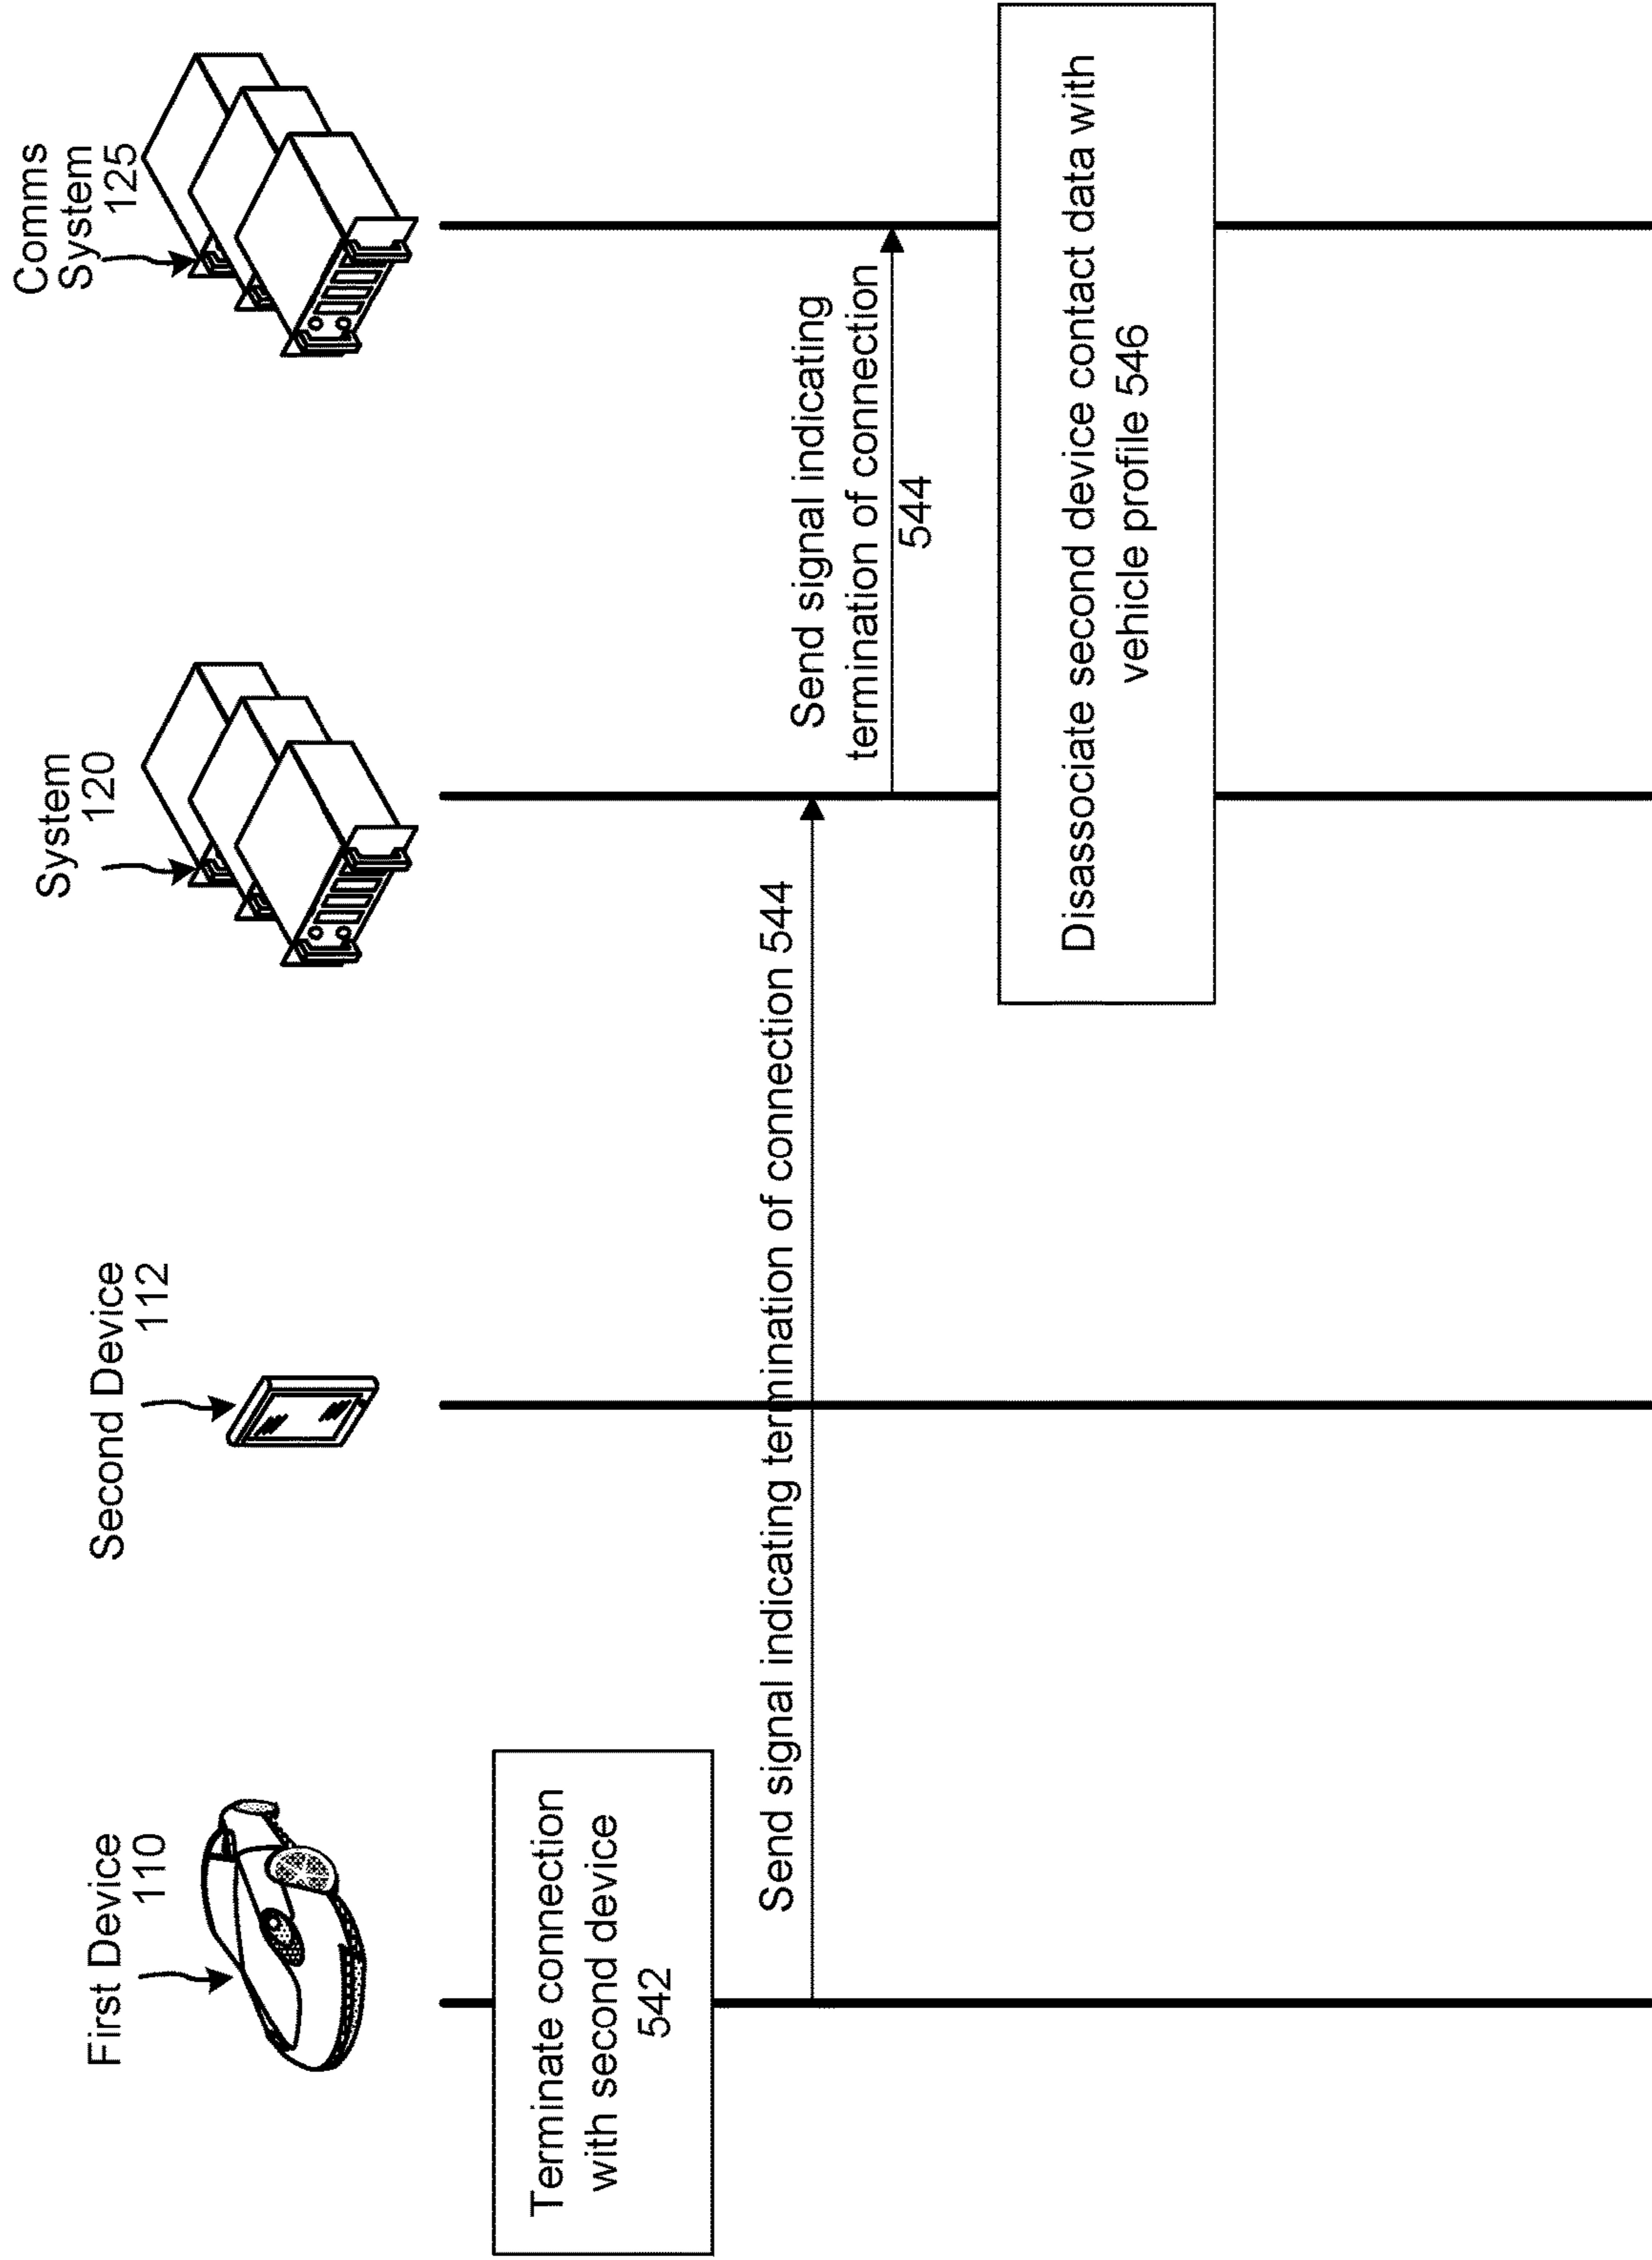 First Device
110
Second Device
112
System
120
Comms
System
125
Terminate connection
with second device
542
Send signal indicating termination of connection 544
Send signal indicating
termination of connection
544
Disassociate second device contact data with
vehicle profile 546